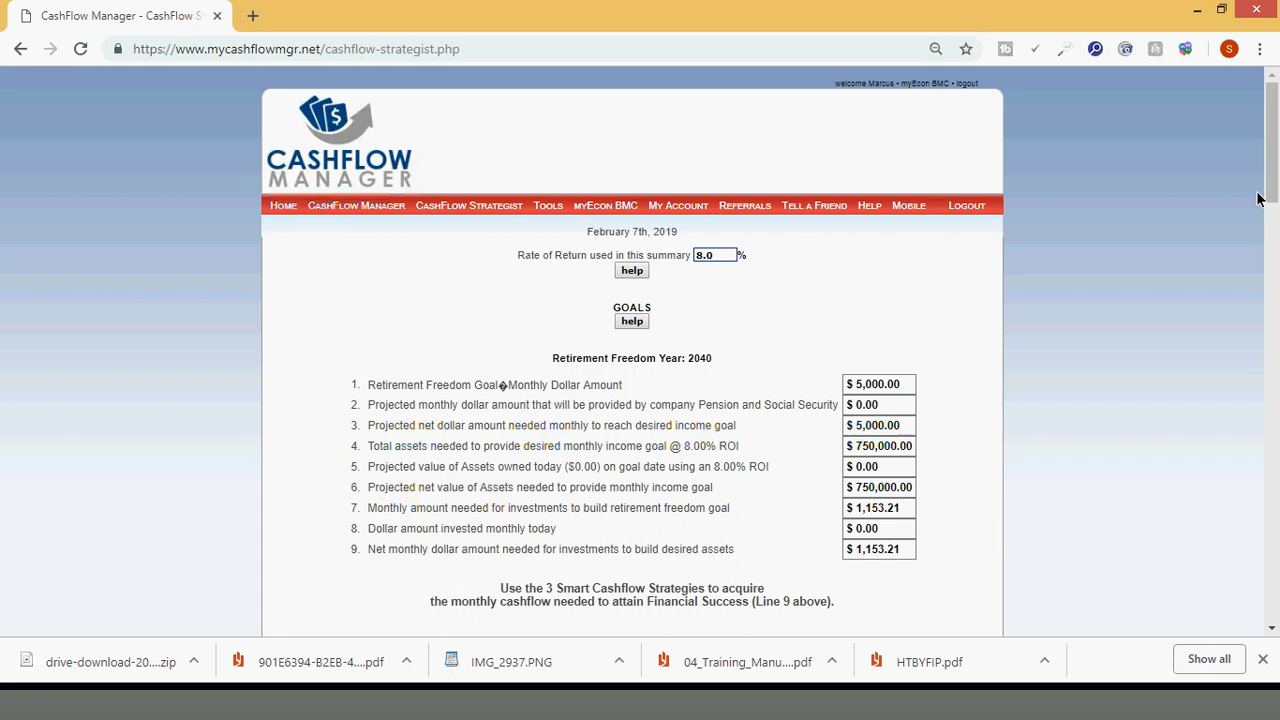 CashFlow Manager - CashFlow S
https://www.mycashflowmgr.net/cashflow-strategist.php
tb
S
welcome Marcus • myEcon BMC • logout
$
CASHFLOW
MANAGER
HOME CASHFLOW MANAGER CASHFLOW STRATEGIST TOOLS MYECON BMC MY ACCOUNT REFERRALS TELL A FRIEND HELP MOBILE LOGOUT
February 7th, 2019
Rate of Return used in this summary 8.0 %
help
GOALS
help
Retirement Freedom Year: 2040
1. Retirement Freedom Goal�Monthly Dollar Amount $ 5,000.00
2. Projected monthly dollar amount that will be provided by company Pension and Social Security $ 0.00
3. Projected net dollar amount needed monthly to reach desired income goal $ 5,000.00
4. Total assets needed to provide desired monthly income goal @ 8.00% ROI $ 750,000.00
5. Projected value of Assets owned today ($0.00) on goal date using an 8.00% ROI $ 0.00
6. Projected net value of Assets needed to provide monthly income goal $ 750,000.00
7. Monthly amount needed for investments to build retirement freedom goal $ 1,153.21
8. Dollar amount invested monthly today $ 0.00
9. Net monthly dollar amount needed for investments to build desired assets $ 1,153.21
Use the 3 Smart Cashflow Strategies to acquire
the monthly cashflow needed to attain Financial Success (Line 9 above).
drive-download-20....zip 901E6394-B2EB-4....pdf IMG_2937.PNG 04_Training_Manu....pdf HTBYFIP.pdf Show all